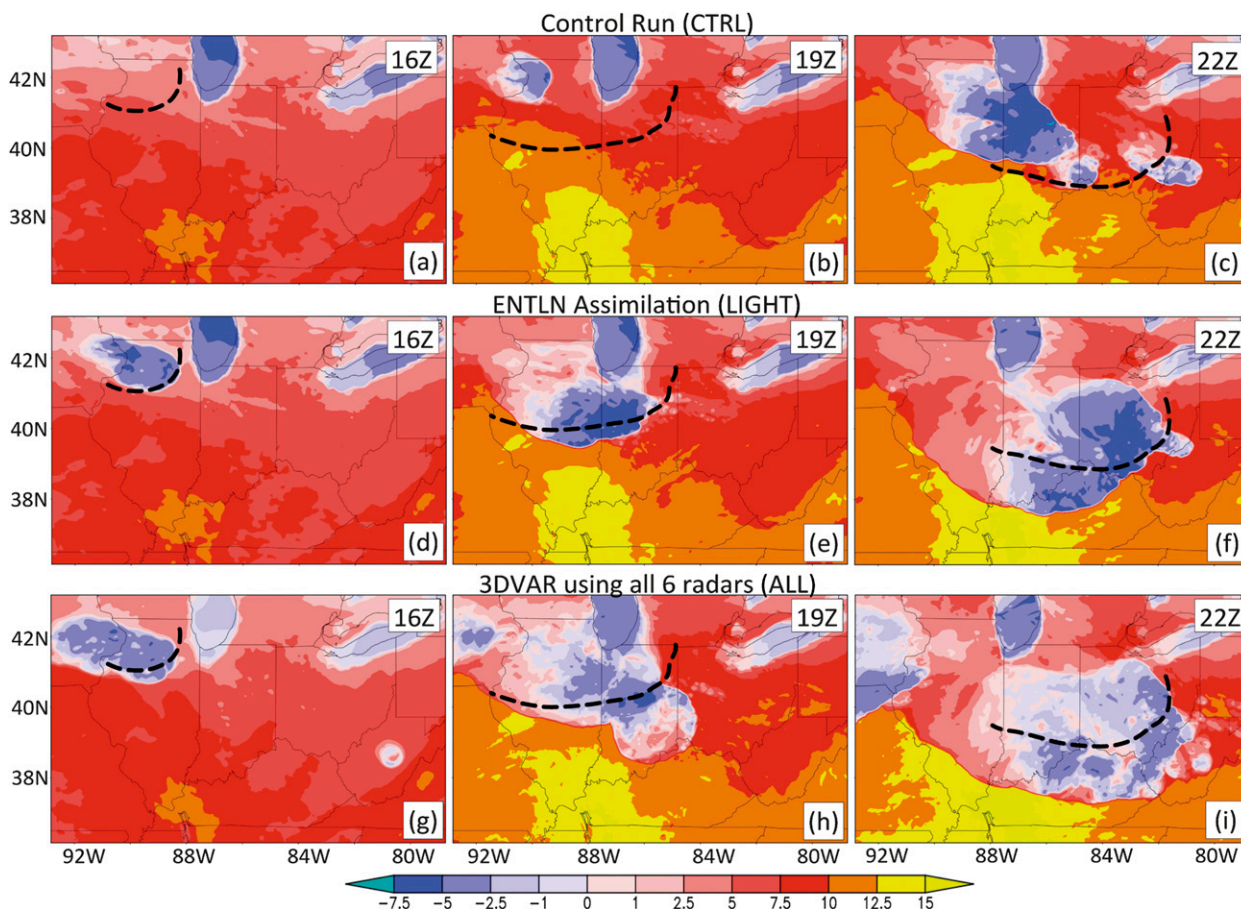 Control Run (CTRL)
16Z
19Z
22Z
42N
40N
38N
(a)
(b)
(c)
ENTLN Assimilation (LIGHT)
16Z
19Z
22Z
42N
40N
38N
(d)
(e)
(f)
3DVAR using all 6 radars (ALL)
16Z
19Z
22Z
42N
40N
38N
(g)
(h)
(i)
92W 88W 84W 80W 92W 88W 84W 80W 92W 88W 84W 80W
−7.5 −5 −2.5 −1 0 1 2.5 5 7.5 10 12.5 15